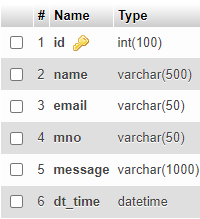 # Name Type
1 id int(100)
2 name varchar(500)
3 email varchar(50)
4 mno varchar(50)
5 message varchar(1000)
6 dt_time datetime